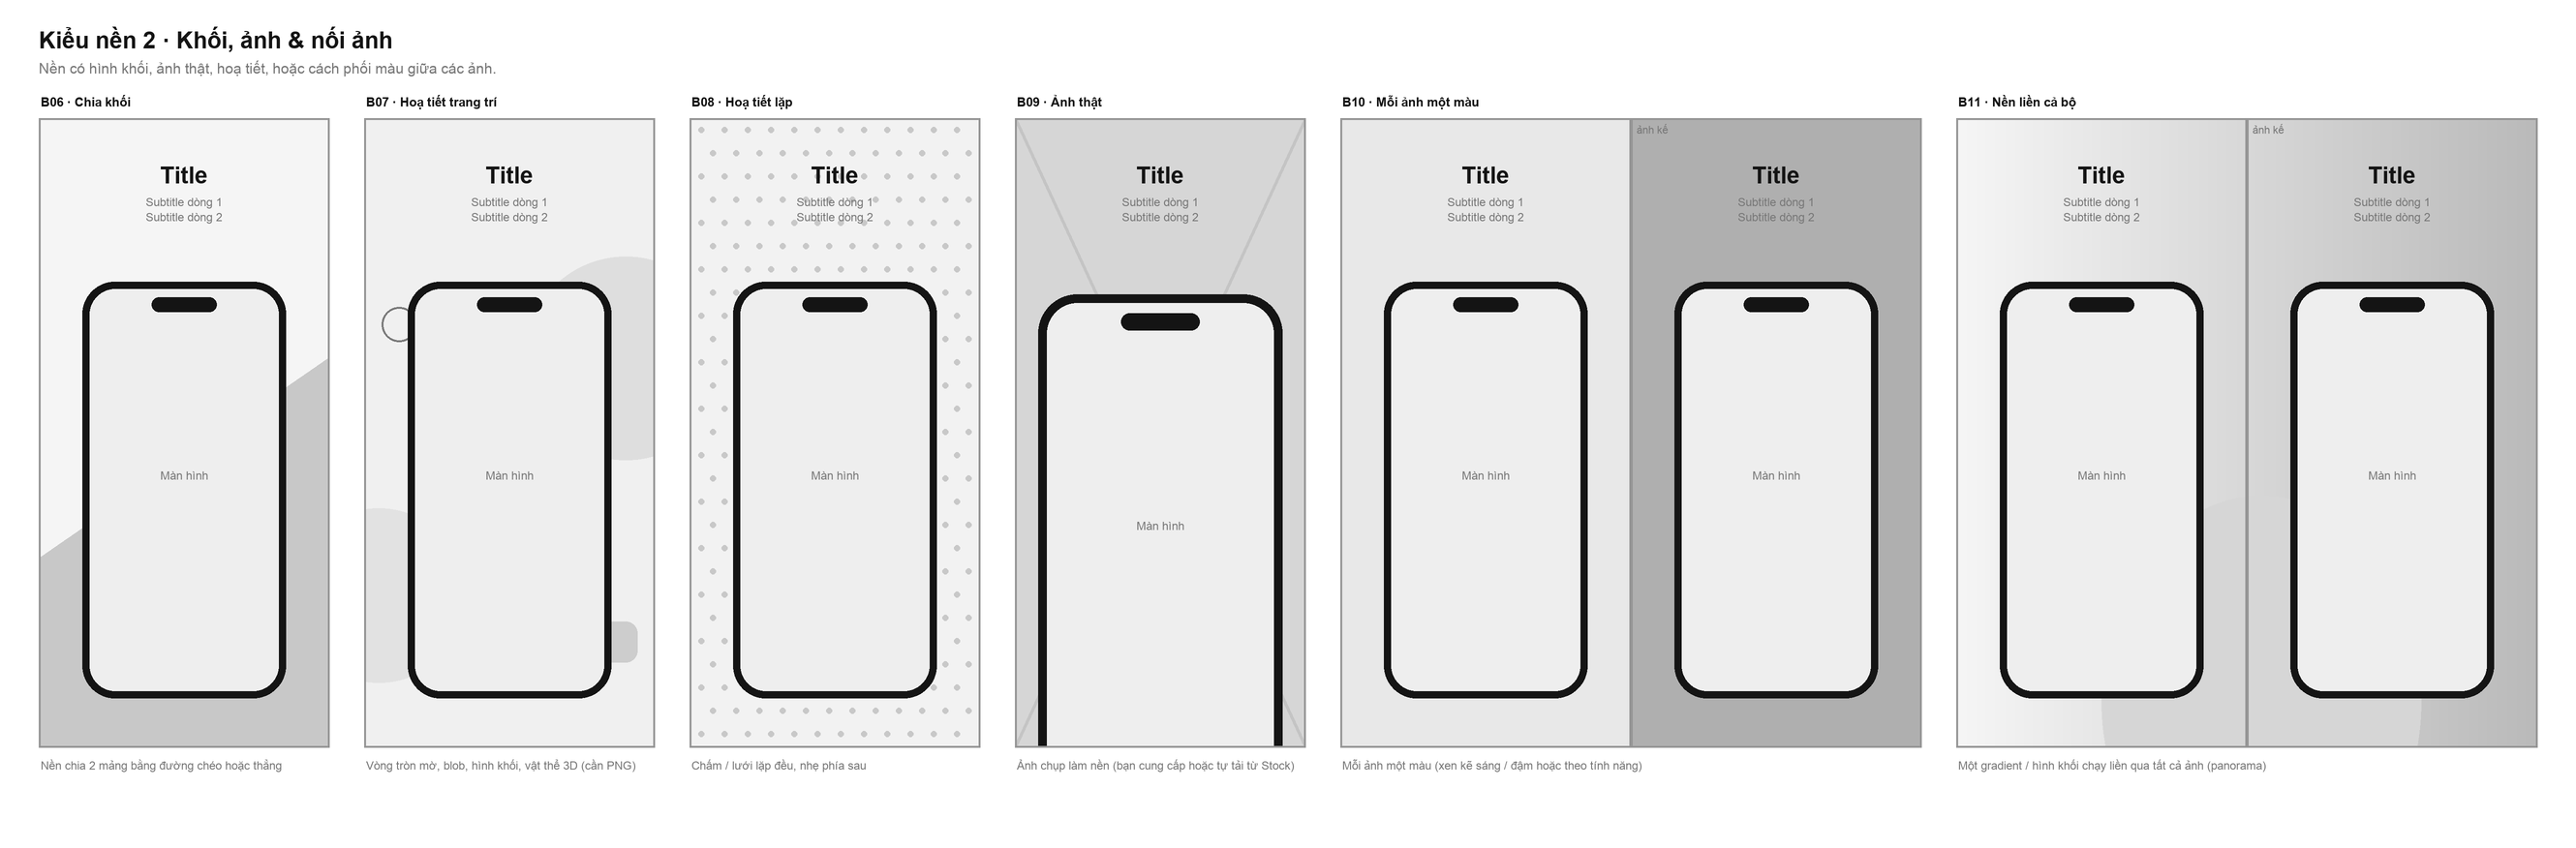 Kiểu nền 2 · Khối, ảnh & nối ảnh
Nền có hình khối, ảnh thật, hoạ tiết, hoặc cách phối màu giữa các ảnh.
B06 · Chia khối
Title
Subtitle dòng 1
Subtitle dòng 2
Màn hình
Nền chia 2 mảng bằng đường chéo hoặc thẳng
B07 · Hoạ tiết trang trí
Title
Subtitle dòng 1
Subtitle dòng 2
Màn hình
Vòng tròn mờ, blob, hình khối, vật thể 3D (cần PNG)
B08 · Hoạ tiết lặp
Title
Subtitle dòng 1
Subtitle dòng 2
Màn hình
Chấm / lưới lặp đều, nhẹ phía sau
B09 · Ảnh thật
Title
Subtitle dòng 1
Subtitle dòng 2
Màn hình
Ảnh chụp làm nền (bạn cung cấp hoặc tự tải từ Stock)
B10 · Mỗi ảnh một màu
Title
Subtitle dòng 1
Subtitle dòng 2
Màn hình
ảnh kế
Title
Subtitle dòng 1
Subtitle dòng 2
Màn hình
Mỗi ảnh một màu (xen kẽ sáng / đậm hoặc theo tính năng)
B11 · Nền liền cả bộ
Title
Subtitle dòng 1
Subtitle dòng 2
Màn hình
ảnh kế
Title
Subtitle dòng 1
Subtitle dòng 2
Màn hình
Một gradient / hình khối chạy liền qua tất cả ảnh (panorama)